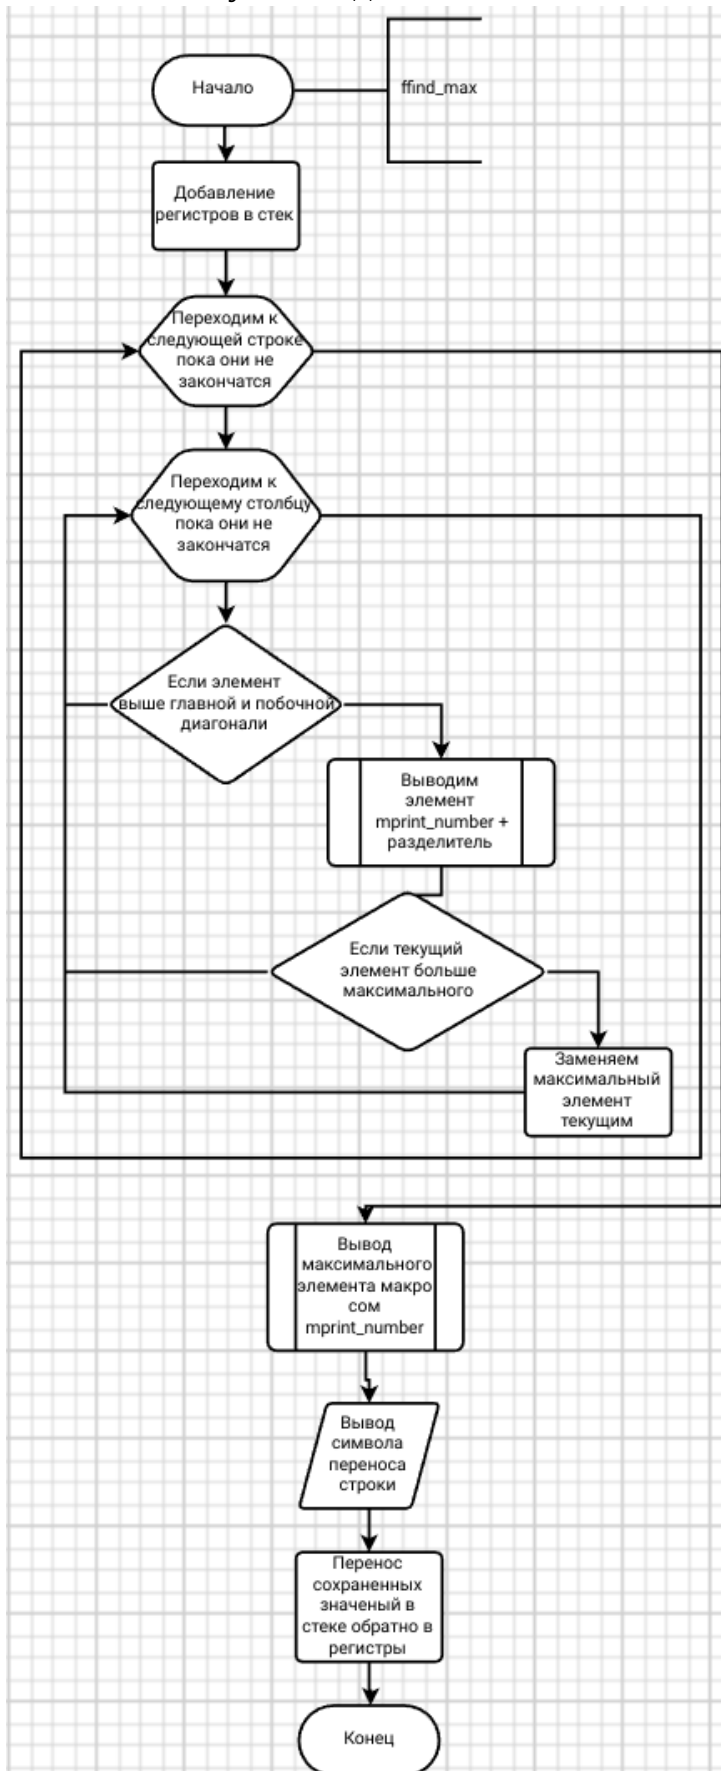 Начало
ffind_max
Добавление
регистров в стек
Переходим к
следующей строке
пока они не
закончатся
Переходим к
следующему столбцу
пока они не
закончатся
Если элемент
выше главной и побочной
диагонали
Выводим
элемент
mprint_number +
разделитель
Если текущий
элемент больше
максимального
Заменяем
максимальный
элемент
текущим
Вывод
максимального
элемента макро
сом
mprint_number
Вывод
символа
переноса
строки
Перенос
сохраненных
значеный в
стеке обратно в
регистры
Конец